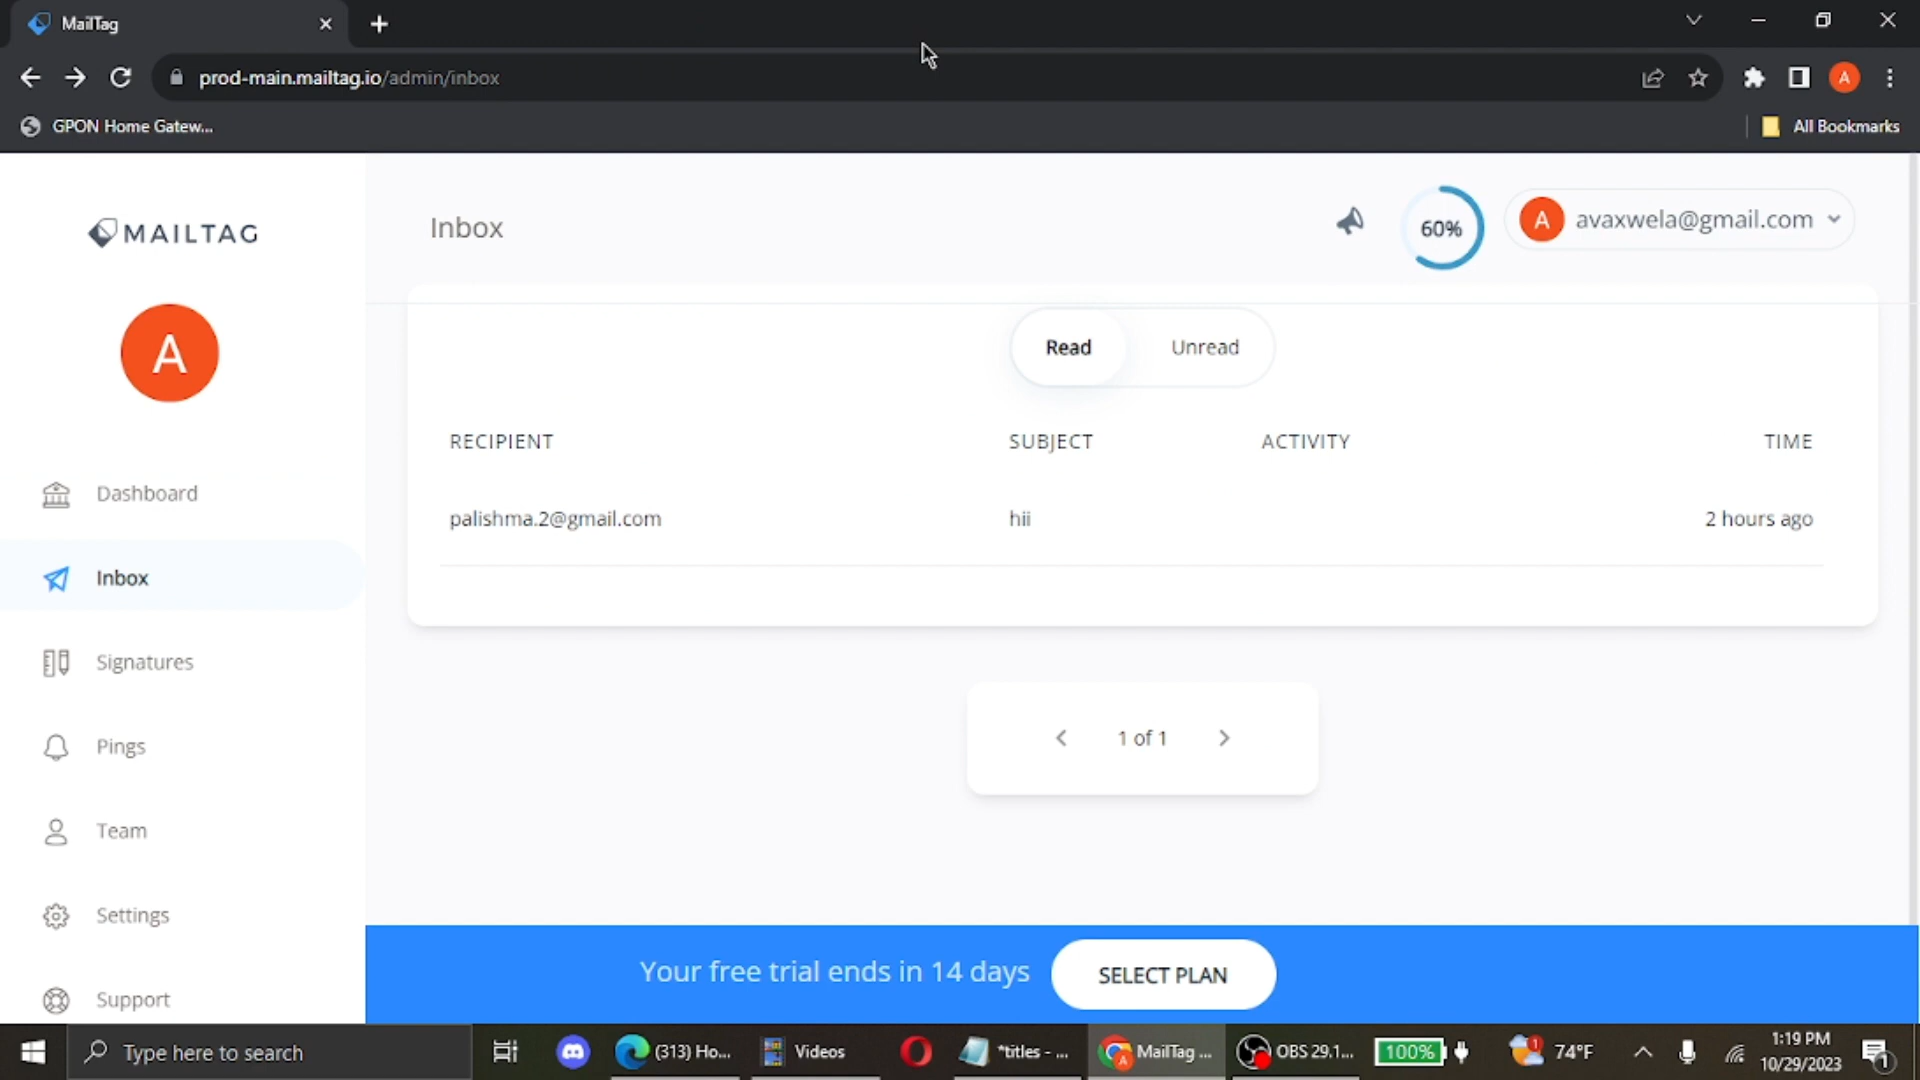 MailTag
prod-main.mailtag.io/admin/inbox
A
GPON Home Gatew...
All Bookmarks
MAILTAG
Inbox
60%
A
avaxwela@gmail.com
A
Read
Unread
RECIPIENT
SUBJECT
ACTIVITY
TIME
palishma.2@gmail.com
hii
2 hours ago
Dashboard
Inbox
Signatures
Pings
Team
Settings
Support
1 of 1
Your free trial ends in 14 days
SELECT PLAN
Type here to search
(313) Ho...
Videos
*titles - ...
A
MailTag ...
OBS 29.1...
100%
1
74°F
1:19 PM
10/29/2023
1